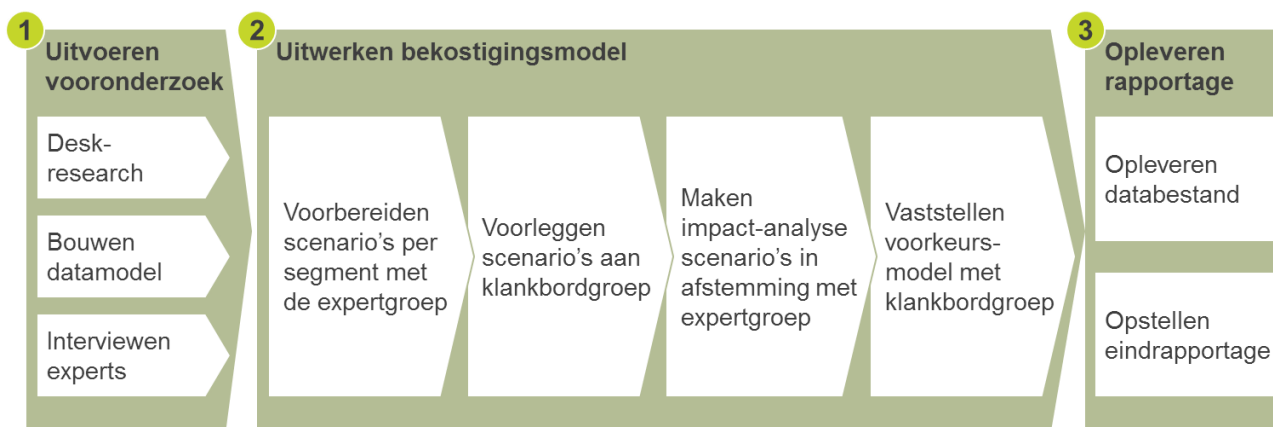 1
Uitvoeren
vooronderzoek
Desk-
research
Bouwen
datamodel
Interviewen
experts
2
Uitwerken bekostigingsmodel
Voorbereiden
scenario's per
segment met
de expertgroep
Voorleggen
scenario's aan
klankbordgroep
Maken
impact-analyse
scenario's in
afstemming met
expertgroep
Vaststellen
voorkeurs-
model met
klankbordgroep
3
Opleveren
rapportage
Opleveren
databestand
Opstellen
eindrapportage